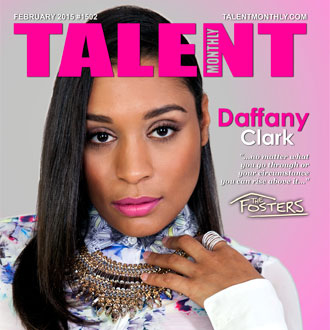 FEBRUARY 2015 #1502
TALENTMONTHLY.COM
TALENT
MONTHLY
Daffany
Clark
"...no matter what
you go through or
your circumstance
you can rise above it..."
THE
FOSTERS